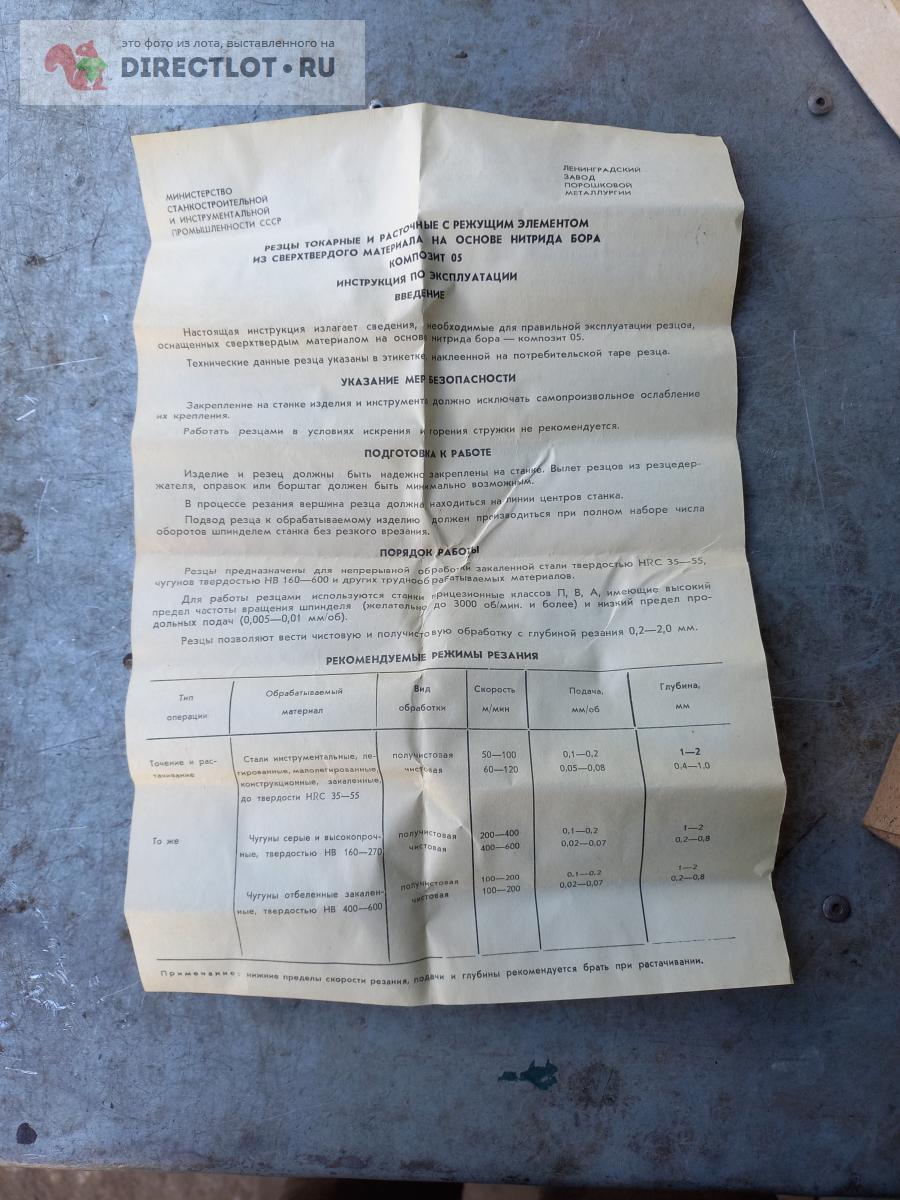 это фото из лота, выставленного на
DIRECTLOT.RU
МИНИСТЕРСТВО
СТАНКОСТРОИТЕЛЬНОЙ
И ИНСТРУМЕНТАЛЬНОЙ
ПРОМЫШЛЕННОСТИ СССР
ЛЕНИНГРАДСКИЙ
ЗАВОД
ПОРОШКОВОЙ
МЕТАЛЛУРГИИ
РЕЗЦЫ ТОКАРНЫЕ И РАСТОЧНЫЕ С РЕЖУЩИМ ЭЛЕМЕНТОМ
ИЗ СВЕРХТВЕРДОГО МАТЕРИАЛА НА ОСНОВЕ НИТРИДА БОРА
КОМПОЗИТ 05
ИНСТРУКЦИЯ ПО ЭКСПЛУАТАЦИИ
ВВЕДЕНИЕ
Настоящая инструкция излагает сведения, необходимые для правильной эксплуатации резцов,
оснащенных сверхтвердым материалом на основе нитрида бора — композит 05.
Технические данные резца указаны в этикетке, наклеенной на потребительской таре резца.
УКАЗАНИЕ МЕР БЕЗОПАСНОСТИ
Закрепление на станке изделия и инструмента должно исключать самопроизвольное ослабление
их крепления.
Работать резцами в условиях искрения и горения стружки не рекомендуется.
ПОДГОТОВКА К РАБОТЕ
Изделие и резец должны быть надежно закреплены на станке. Вылет резцов из резцедер-
жателя, оправок или борштаг должен быть минимально возможным.
В процессе резания вершина резца должна находиться на линии центров станка.
Подвод резца к обрабатываемому изделию должен производиться при полном наборе числа
оборотов шпинделем станка без резкого врезания.
ПОРЯДОК РАБОТЫ
Резцы предназначены для непрерывной обработки закаленной стали твердостью HRC 35—55,
чугунов твердостью НВ 160—600 и других труднообрабатываемых материалов.
Для работы резцами используются станки прицезионные классов П, В, А, имеющие высокий
предел частоты вращения шпинделя (желательно до 3000 об/мин. и более) и низкий предел про-
дольных подач (0,005—0,01 мм/об).
Резцы позволяют вести чистовую и получистовую обработку с глубиной резания 0,2—2,0 мм.
РЕКОМЕНДУЕМЫЕ РЕЖИМЫ РЕЗАНИЯ
Тип Обрабатываемый Вид Скорость Подача, Глубина,
операции материал обработки м/мин мм/об мм
Точение и рас- Стали инструментальные, ле- получистовая 50—100 0,1—0,2 1—2
тачивание гированные, малолегированные, чистовая 60—120 0,05—0,08 0,4—1,0
конструкционные, закаленные,
до твердости HRC 35—55
То же Чугуны серые и высокопроч- получистовая 200—400 0,1—0,2 1—2
ные, твердостью НВ 160—270 чистовая 400—600 0,02—0,07 0,2—0,8
Чугуны отбеленные закален- получистовая 100—200 0,1—0,2 1—2
ные, твердостью НВ 400—600 чистовая 100—200 0,02—0,07 0,2—0,8
Примечание: нижние пределы скорости резания, подачи и глубины рекомендуется брать при растачивании.